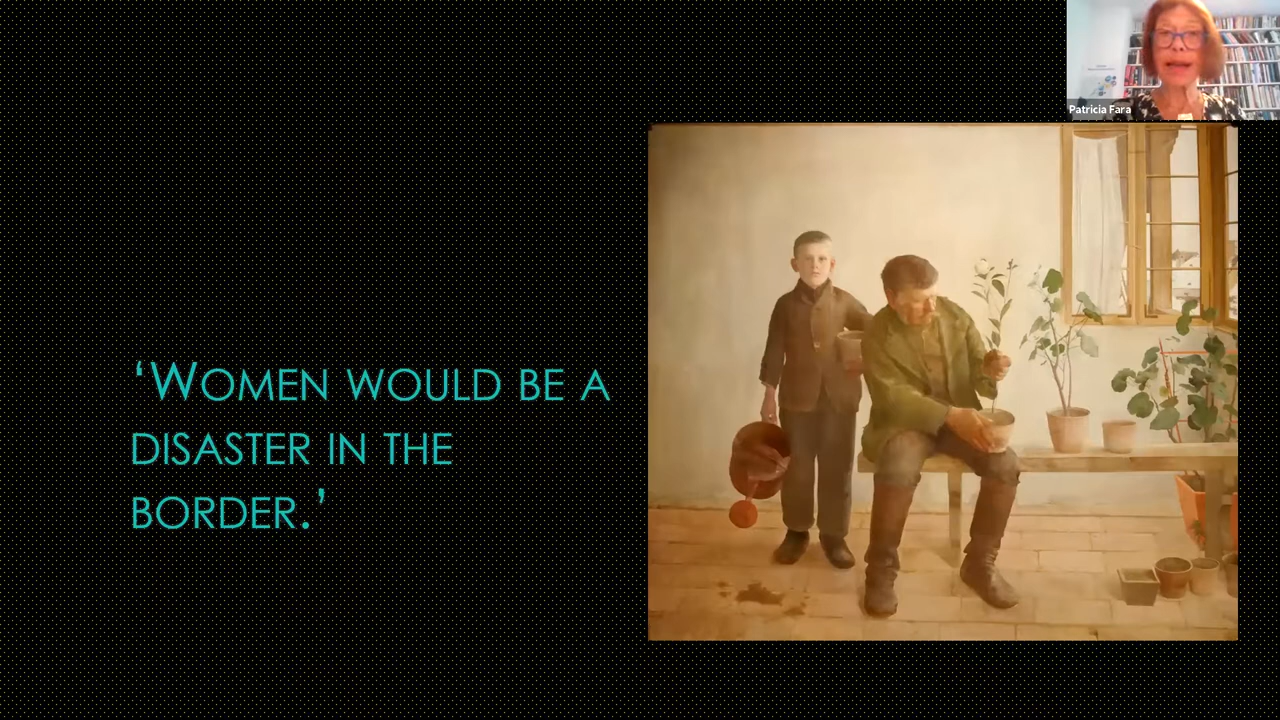 Patricia Fara
‘Women would be a
disaster in the
border.’